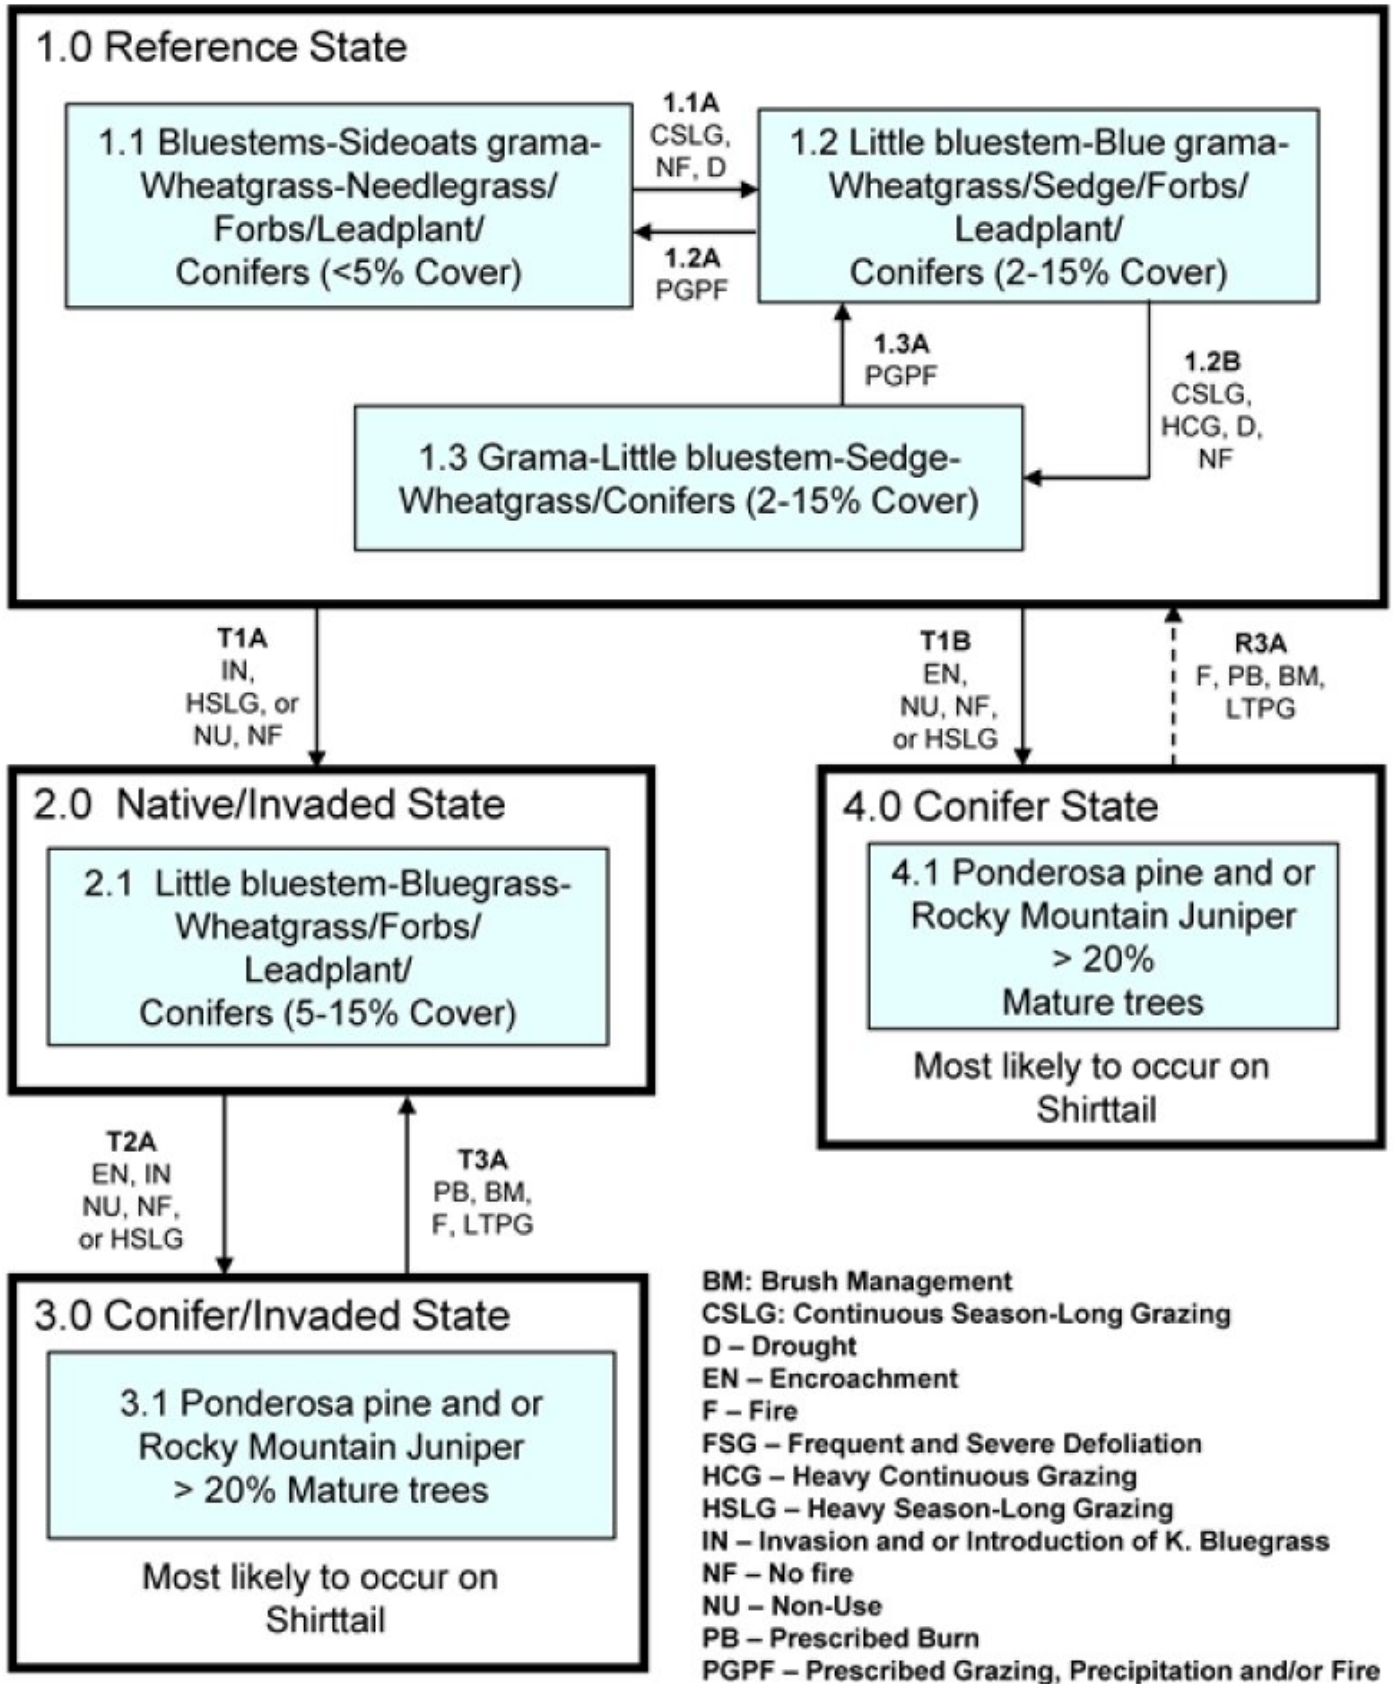 1.0 Reference State
1.1 Bluestems-Sideoats grama-
Wheatgrass-Needlegrass/
Forbs/Leadplant/
Conifers (<5% Cover)
1.1A
CSLG,
NF, D
1.2A
PGPF
1.2 Little bluestem-Blue grama-
Wheatgrass/Sedge/Forbs/
Leadplant/
Conifers (2-15% Cover)
1.3A
PGPF
1.2B
CSLG,
HCG, D,
NF
1.3 Grama-Little bluestem-Sedge-
Wheatgrass/Conifers (2-15% Cover)
T1A
IN,
HSLG, or
NU, NF
T1B
EN,
NU, NF,
or HSLG
R3A
F, PB, BM,
LTPG
2.0 Native/Invaded State
2.1 Little bluestem-Bluegrass-
Wheatgrass/Forbs/
Leadplant/
Conifers (5-15% Cover)
4.0 Conifer State
4.1 Ponderosa pine and or
Rocky Mountain Juniper
> 20%
Mature trees
Most likely to occur on
Shirttail
T2A
EN, IN
NU, NF,
or HSLG
T3A
PB, BM,
F, LTPG
3.0 Conifer/Invaded State
3.1 Ponderosa pine and or
Rocky Mountain Juniper
> 20% Mature trees
Most likely to occur on
Shirttail
BM: Brush Management
CSLG: Continuous Season-Long Grazing
D – Drought
EN – Encroachment
F – Fire
FSG – Frequent and Severe Defoliation
HCG – Heavy Continuous Grazing
HSLG – Heavy Season-Long Grazing
IN – Invasion and or Introduction of K. Bluegrass
NF – No fire
NU – Non-Use
PB – Prescribed Burn
PGPF – Prescribed Grazing, Precipitation and/or Fire